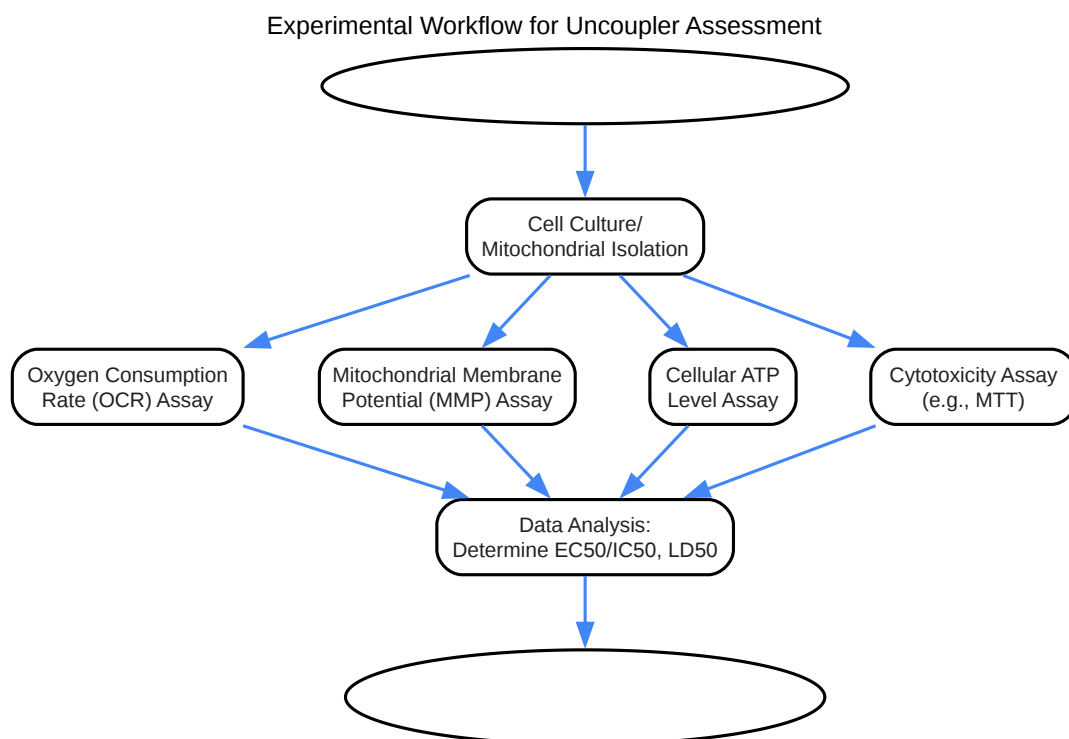 Experimental Workflow for Uncoupler Assessment
Cell Culture/
Mitochondrial Isolation
Oxygen Consumption
Rate (OCR) Assay
Mitochondrial Membrane
Potential (MMP) Assay
Cellular ATP
Level Assay
Cytotoxicity Assay
(e.g., MTT)
Data Analysis:
Determine EC50/IC50, LD50